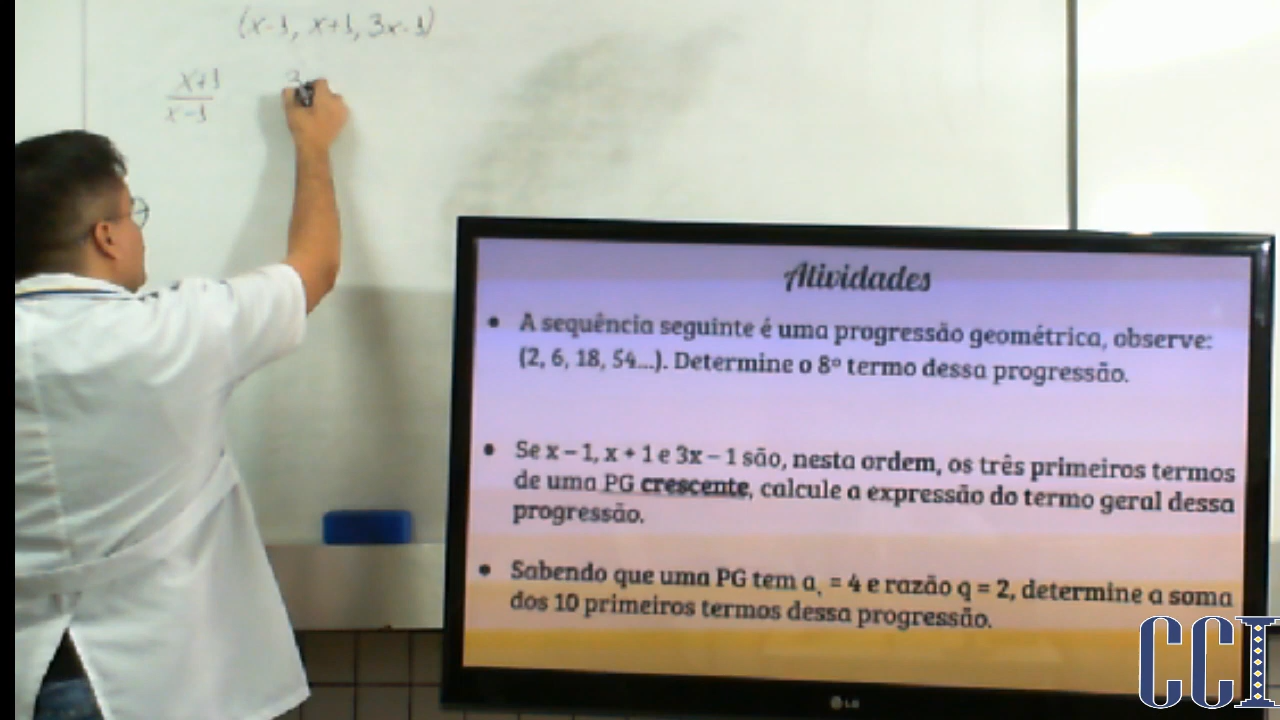 (x-1, x+1, 3x-1)
x+1
x-1
3
Atividades
• A sequência seguinte é uma progressão geométrica, observe:
(2, 6, 18, 54...). Determine o 8º termo dessa progressão.
• Se x – 1, x + 1 e 3x – 1 são, nesta ordem, os três primeiros termos
de uma PG crescente, calcule a expressão do termo geral dessa
progressão.
• Sabendo que uma PG tem a₁ = 4 e razão q = 2, determine a soma
dos 10 primeiros termos dessa progressão.
CCI
LG